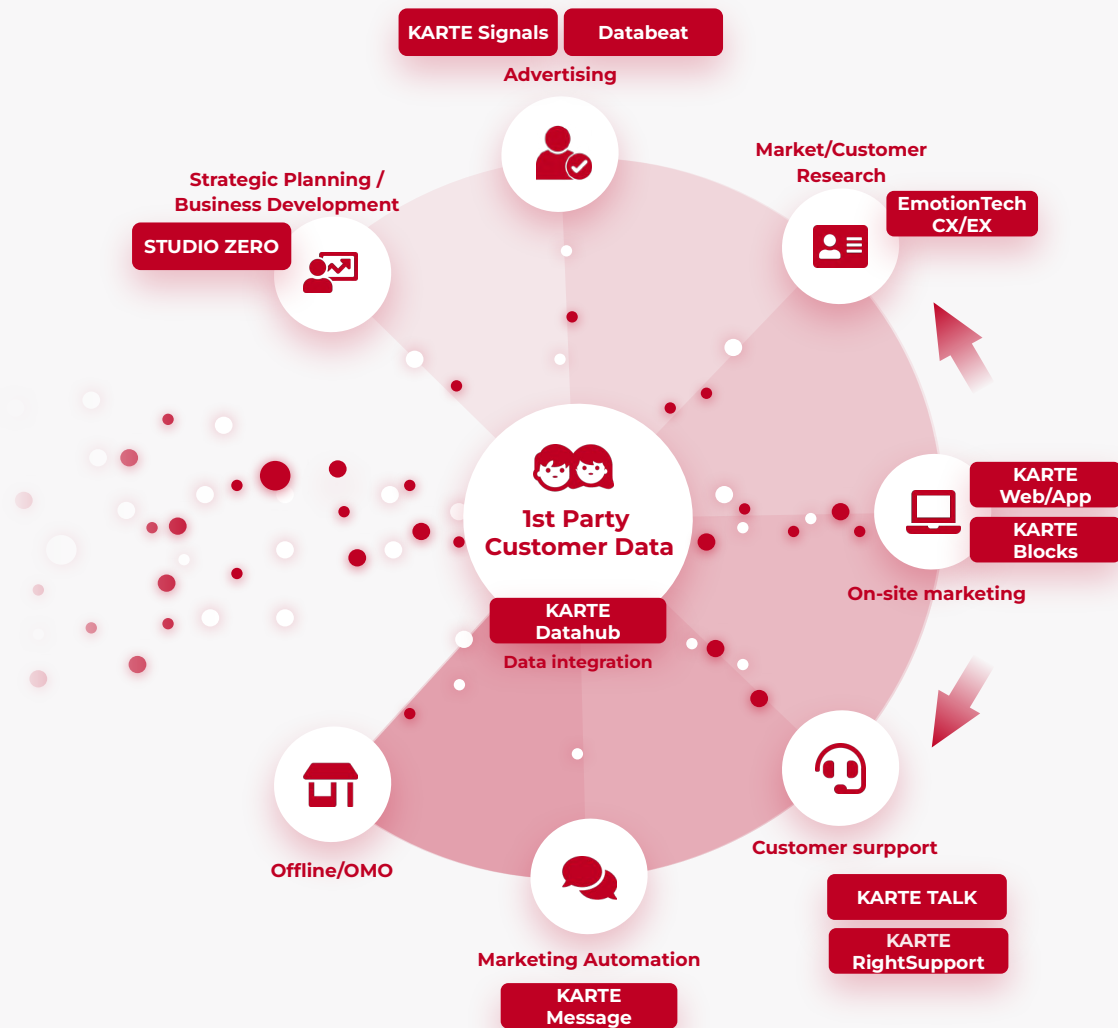 KARTE Signals
Databeat
Advertising
Market/Customer
Research
EmotionTech
CX/EX
Strategic Planning /
Business Development
STUDIO ZERO
1st Party
Customer Data
KARTE
Datahub
Data integration
KARTE
Web/App
KARTE
Blocks
On-site marketing
Customer surpport
KARTE TALK
KARTE
RightSupport
Offline/OMO
Marketing Automation
KARTE
Message